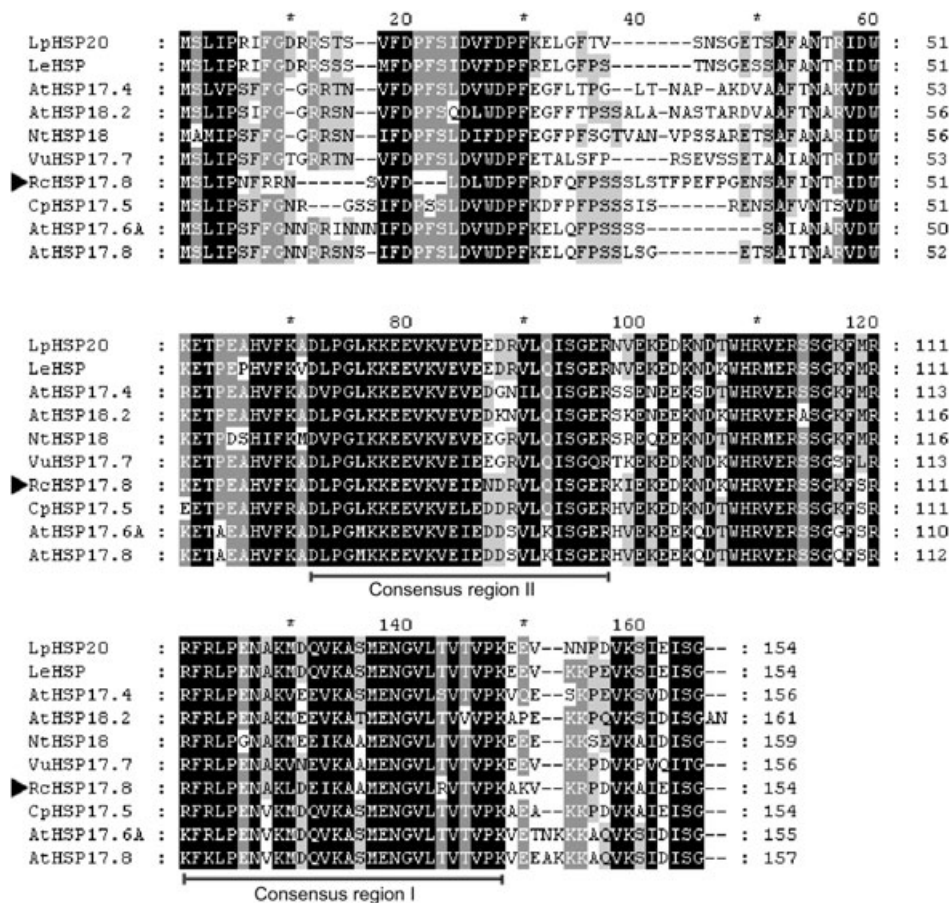 * 20 * 40 * 60
LpHSP20 : MSLIPRIFGDRRSTS--VFDPFSIDVFDPFKELGFTV-------SNSGETSAFANTRIDW : 51
LeHSP : MSLIPRIFGDRRSSS--MFDPFSIDVFDPFRELGFPS-------TNSGESSAFANTRIDW : 51
AtHSP17.4 : MSLVPSFFG-GRRTN--VFDPFSLDVWDPFEGFLTPG--LT-NAP-AKDVAAFTNAKVDW : 53
AtHSP18.2 : MSLIPSIFG-GRRSN--VFDPFSQDLWDPFEGFFTPSSALA-NASTARDVAAFTNARVDW : 56
NtHSP18 : MAMIPSFFG-GRRSN--IFDPFSLDIFDPFEGFPFSGTVAN-VPSSARETSAFANARIDW : 56
VuHSP17.7 : MSLIPSFFGTGRRTN--VFDPFSLDVWDPFETALSFP-----RSEVSSETAAIANTRIDW : 53
RcHSP17.8 : MSLIPNFRRN------SVFD---LDLWDPFRDFQFPSSSLSTFPEFPGENSAFINTRIDW : 51
CpHSP17.5 : MSLIPSFFGNR---GSSIFDPSSLDVWDPFKDFPFPSSSIS------RENSAFVNTSVDW : 51
AtHSP17.6A : MSLIPSFFGNNRRINNNIFDPFSLDVWDPFKELQFPSSSS----------SAIANARVDW : 50
AtHSP17.8 : MSLIPSFFGNNRRSNS-IFDPFSLDVWDPFKELQFPSSLSG-------ETSAITNARVDW : 52
* 80 * 100 * 120
LpHSP20 : KETPEAHVFKADLPGLKKEEVKVEVEEDRVLQISGERNVEKEDKNDTWHRVERSSGKFMR : 111
LeHSP : KETPEPHVFKVDLPGLKKEEVKVEVEEDRVLQISGERNVEKEDKNDKWHRMERSSGKFMR : 111
AtHSP17.4 : RETPEAHVFKADLPGLKKEEVKVEVEDGNILQISGERSSENEEKSDTWHRVERSSGKFMR : 113
AtHSP18.2 : KETPEAHVFKADLPGLKKEEVKVEVEDKNVLQISGERSKENEEKNDKWHRVERASGKFMR : 116
NtHSP18 : KETPDSHIFKMDVPGIKKEEVKVEVEEGRVLQISGERSREQEEKNDTWHRMERSSGKFMR : 116
VuHSP17.7 : KETPEAHVFKADLPGLKKEEVKVEIEEGRVLQISGQRTKEKEDKNDKWHRVERSSGSFLR : 113
RcHSP17.8 : KETPEAHVFKADLPGLKKEEVKVEIENDRVLQISGERKIEKEDKNDKWHRVERSSGKFSR : 111
CpHSP17.5 : EETPEAHVFRADLPGLKKEEVKVELEDDRVLQISGERHVEKEDKNDTWHRVERSSGKFSR : 111
AtHSP17.6A : KETAEAHVFKADLPGMKKEEVKVEIEDDSVLKISGERHVEKEEKQDTWHRVERSSGGFSR : 110
AtHSP17.8 : KETAEAHVFKADLPGMKKEEVKVEIEDDSVLKISGERHVEKEEKQDTWHRVERSSGQFSR : 112
Consensus region II
* 140 * 160
LpHSP20 : RFRLPENAKMDQVKASMENGVLTVTVPKEEV--NNPDVKSIEISG-- : 154
LeHSP : RFRLPENAKMDQVKASMENGVLTVTVPKEEV--KKPEVKSIEISG-- : 154
AtHSP17.4 : RFRLPENAKVEEVKASMENGVLSVTVPKVQE--SKPEVKSVDISG-- : 156
AtHSP18.2 : RFRLPENAKMEEVKATMENGVLTVVVPKAPE--KKPQVKSIDISGAN : 161
NtHSP18 : RFRLPGNAKMEEIKAAMENGVLTVTVPKEEE--KKSEVKAIDISG-- : 159
VuHSP17.7 : RFRLPENAKVNEVKASMENGVLTVTVPKEEV--KKPDVKPVQITG-- : 156
RcHSP17.8 : RFRLPENAKLDEIKAAMENGVLRVTVPKAKV--KRPDVKAIEISG-- : 154
CpHSP17.5 : RFRLPENVKMDQVKASMENGVLTVTVPKAEA--KKPDVKAIEISG-- : 154
AtHSP17.6A : KFRLPENVKMDQVKASMENGVLTVTVPKVETNKKKAQVKSIDISG-- : 155
AtHSP17.8 : KFKLPENVKMDQVKASMENGVLTVTVPKVEEAKKKAQVKSIDISG-- : 157
Consensus region I